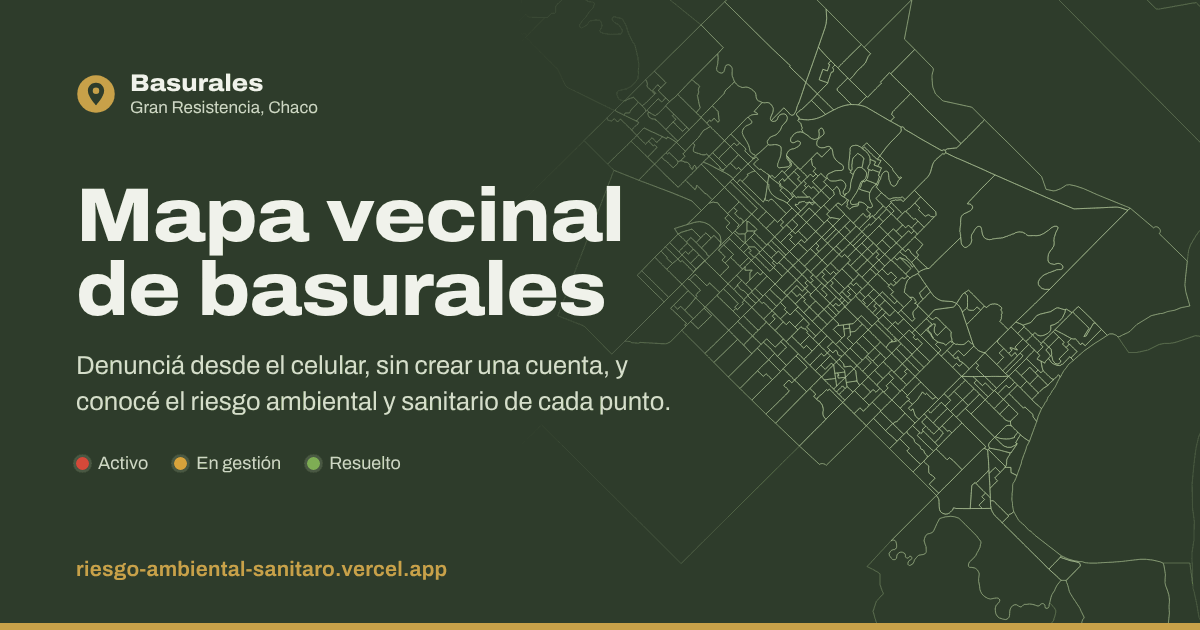 Basurales
Gran Resistencia, Chaco
Mapa vecinal
de basurales
Denunciá desde el celular, sin crear una cuenta, y
conocé el riesgo ambiental y sanitario de cada punto.
Activo
En gestión
Resuelto
riesgo-ambiental-sanitaro.vercel.app